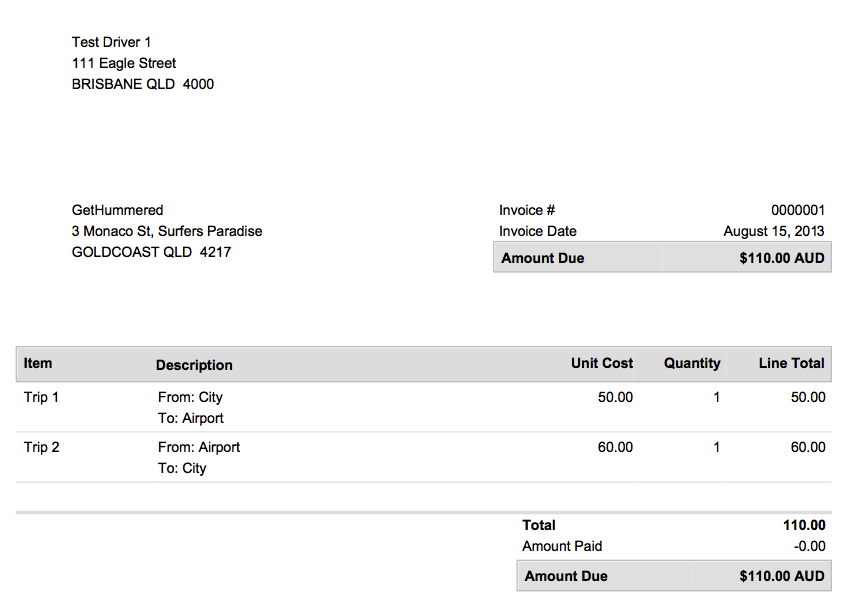 Test Driver 1
111 Eagle Street
BRISBANE QLD  4000
GetHummered
3 Monaco St, Surfers Paradise
GOLDCOAST QLD  4217
Invoice # 0000001
Invoice Date August 15, 2013
Amount Due $110.00 AUD
Item Description Unit Cost Quantity Line Total
Trip 1 From: City 50.00 1 50.00
To: Airport
Trip 2 From: Airport 60.00 1 60.00
To: City
Total 110.00
Amount Paid -0.00
Amount Due $110.00 AUD